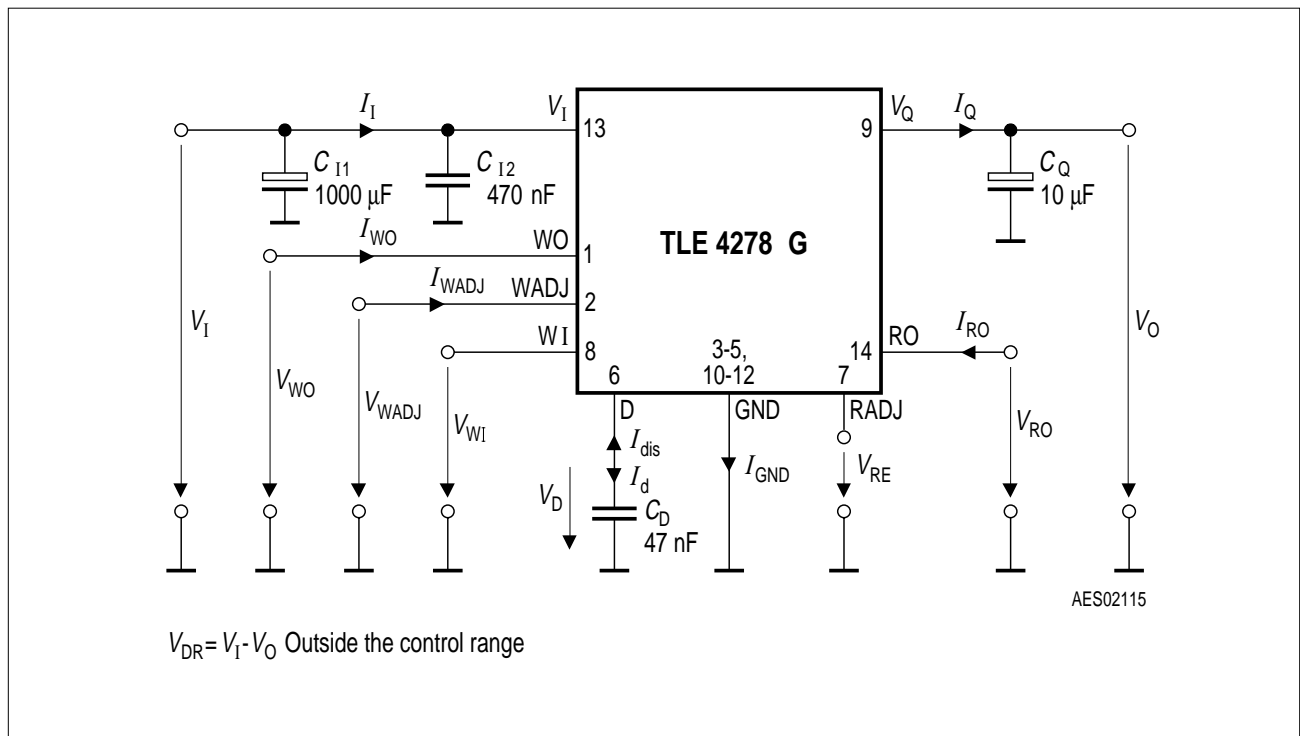 I_I
V_I
13
9
V_Q
I_Q
C_I1
1000 µF
C_I2
470 nF
C_Q
10 µF
TLE 4278 G
I_WO
WO
1
I_WADJ
WADJ
2
WI
8
3-5,
10-12
14
RO
I_RO
6
7
D
GND
RADJ
V_I
V_WO
V_WADJ
V_WI
I_dis
I_d
V_D
C_D
47 nF
I_GND
V_RE
V_RO
V_O
AES02115
V_DR= V_I-V_O Outside the control range